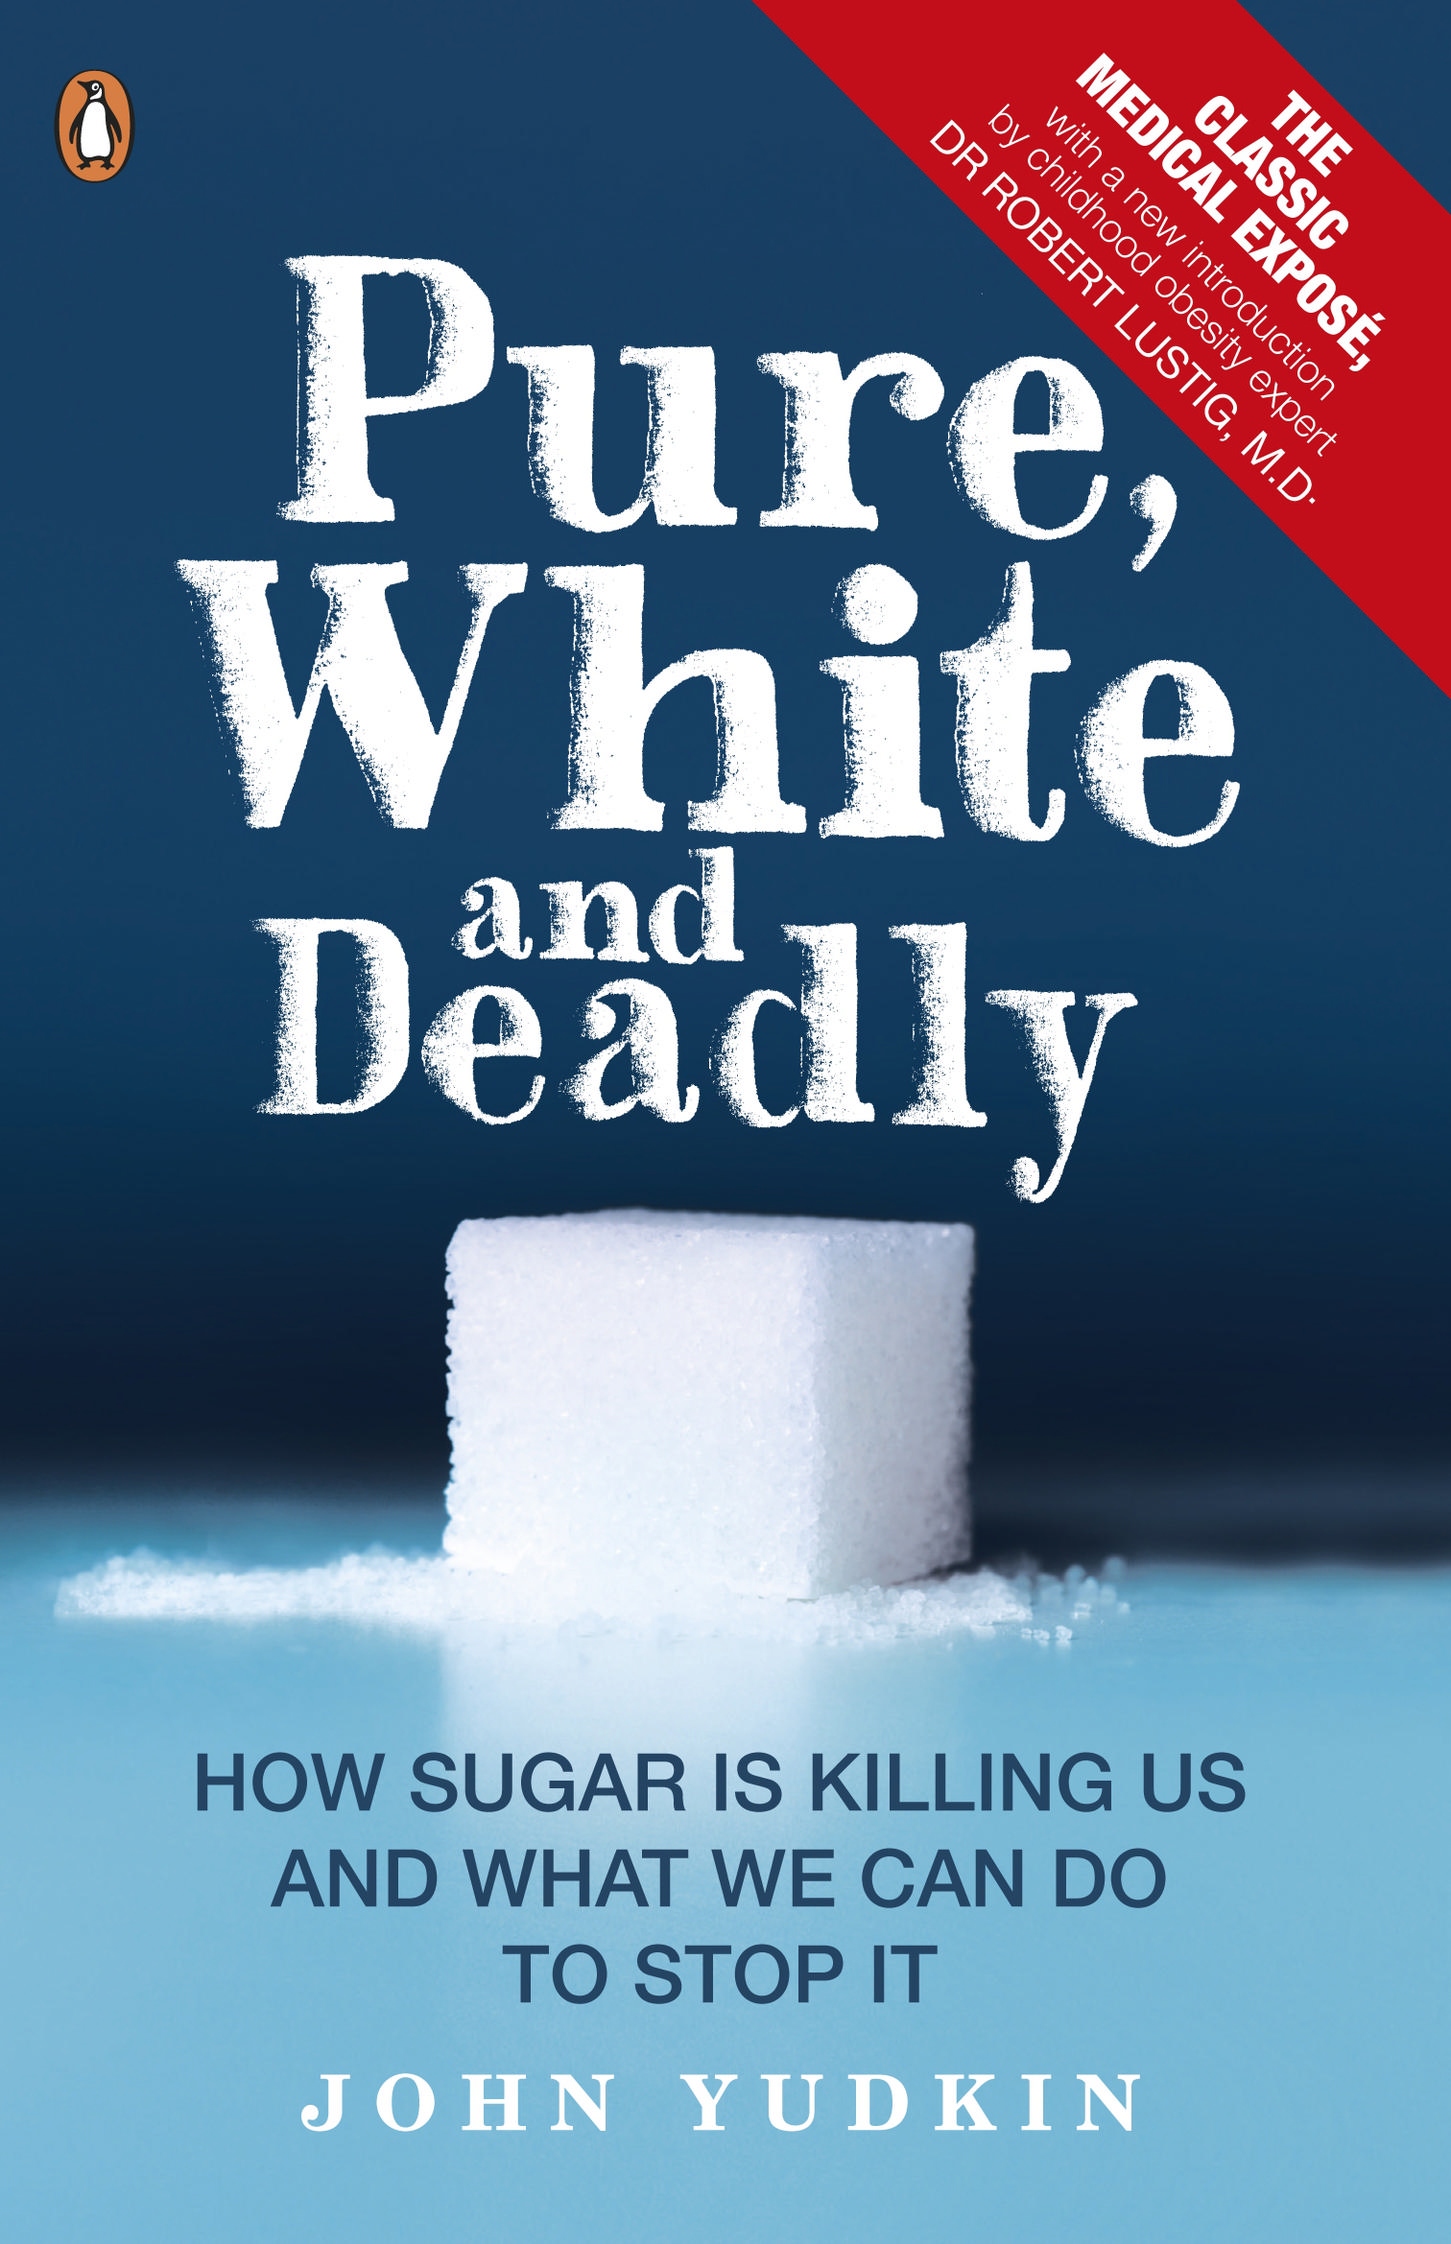 THE
CLASSIC
MEDICAL EXPOSÉ,
with a new introduction
by childhood obesity expert
DR ROBERT LUSTIG, M.D.
Pure,
White
and
Deadly
HOW SUGAR IS KILLING US
AND WHAT WE CAN DO
TO STOP IT
JOHN YUDKIN